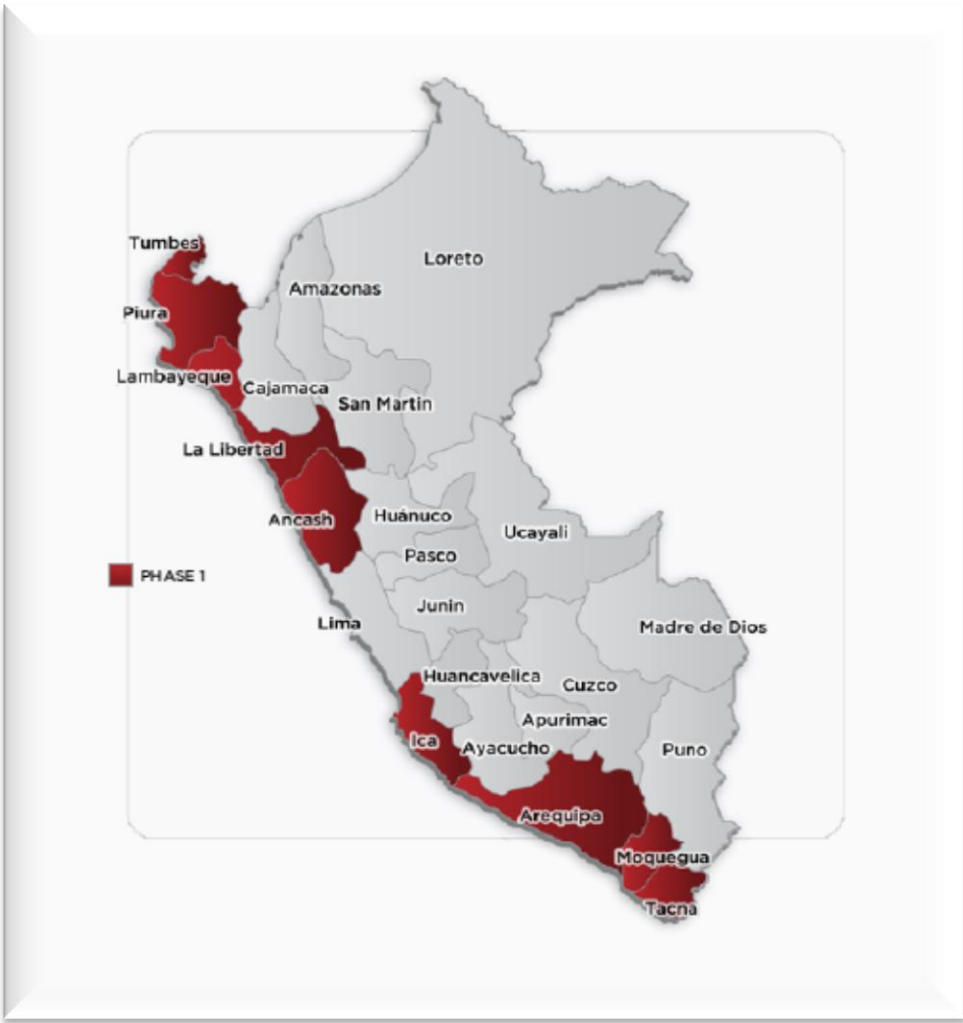 Loreto
Tumbes
Amazonas
Piura
Lambayeque
Cajamaca
San Martin
La Libertad
Ancash
Huánuco
Ucayali
Pasco
PHASE 1
Junin
Lima
Madre de Dios
Huancavelica
Cuzco
Apurimac
Ica
Ayacucho
Puno
Arequipa
Moquegua
Tacna